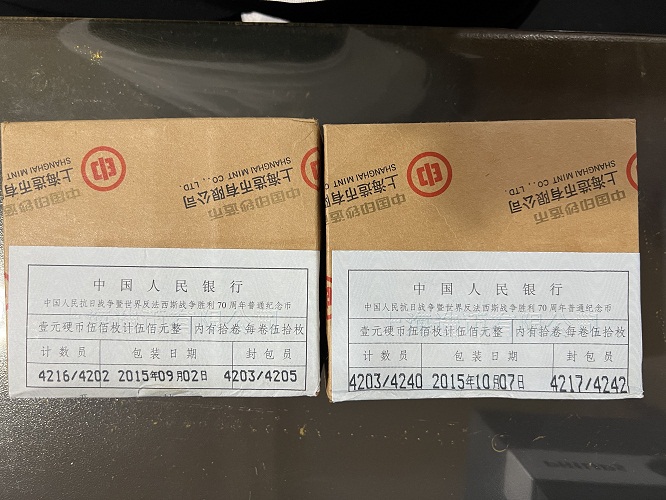 中国印钞造币
上海造币有限公司
SHANGHAI MINT CO., LTD.
印
中国人民银行
中国人民抗日战争暨世界反法西斯战争胜利70周年普通纪念币
壹元硬币伍佰枚计伍佰元整 内有拾卷 每卷伍拾枚
计数员 包装日期 封包员
4216/4202 2015年09月02日 4203/4205
中国印钞造币
上海造币有限公司
SHANGHAI MINT CO., LTD.
印
中国人民银行
中国人民抗日战争暨世界反法西斯战争胜利70周年普通纪念币
壹元硬币伍佰枚计伍佰元整 内有拾卷 每卷伍拾枚
计数员 包装日期 封包员
4203/4240 2015年10月07日 4217/4242